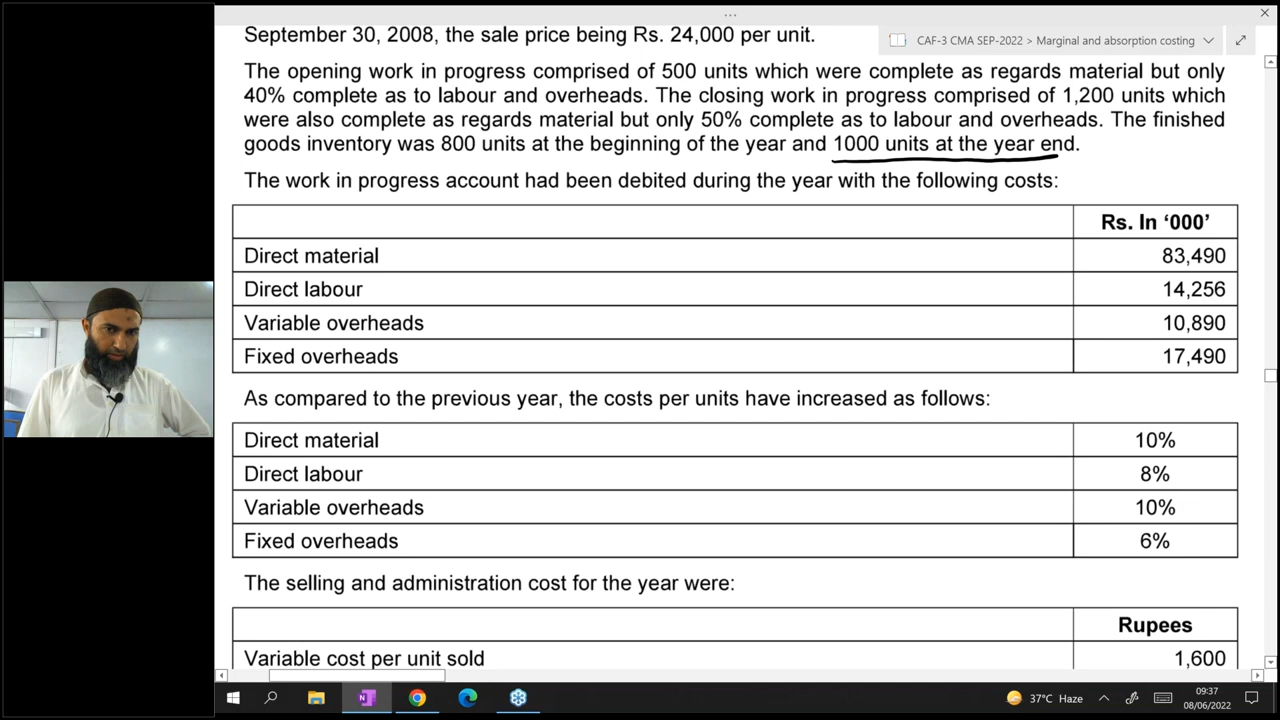 September 30, 2008, the sale price being Rs. 24,000 per unit.
CAF-3 CMA SEP-2022 > Marginal and absorption costing
The opening work in progress comprised of 500 units which were complete as regards material but only
40% complete as to labour and overheads. The closing work in progress comprised of 1,200 units which
were also complete as regards material but only 50% complete as to labour and overheads. The finished
goods inventory was 800 units at the beginning of the year and 1000 units at the year end.
The work in progress account had been debited during the year with the following costs:
Rs. In ‘000’
Direct material 83,490
Direct labour 14,256
Variable overheads 10,890
Fixed overheads 17,490
As compared to the previous year, the costs per units have increased as follows:
Direct material 10%
Direct labour 8%
Variable overheads 10%
Fixed overheads 6%
The selling and administration cost for the year were:
Rupees
Variable cost per unit sold 1,600
37°C Haze
09:37
08/06/2022